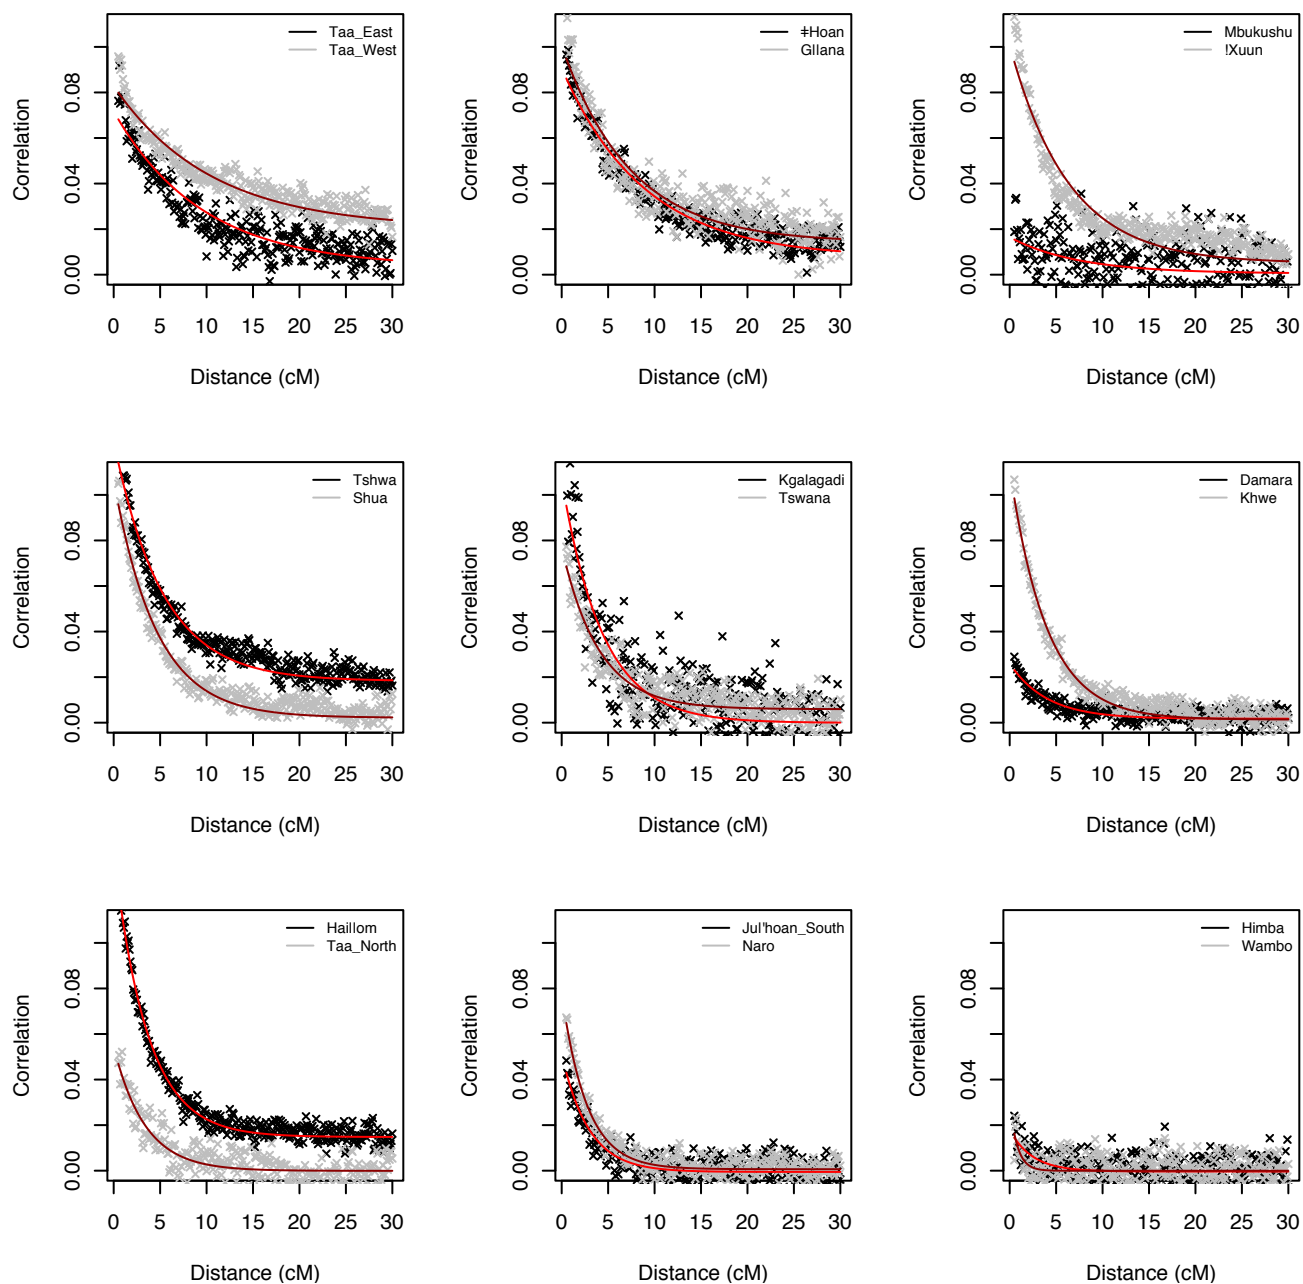 Taa_East
Taa_West
Correlation
0.08
0.04
0.00
0 5 10 15 20 25 30
Distance (cM)
ǂHoan
Gllana
Correlation
0.08
0.04
0.00
0 5 10 15 20 25 30
Distance (cM)
Mbukushu
!Xuun
Correlation
0.08
0.04
0.00
0 5 10 15 20 25 30
Distance (cM)
Tshwa
Shua
Correlation
0.08
0.04
0.00
0 5 10 15 20 25 30
Distance (cM)
Kgalagadi
Tswana
Correlation
0.08
0.04
0.00
0 5 10 15 20 25 30
Distance (cM)
Damara
Khwe
Correlation
0.08
0.04
0.00
0 5 10 15 20 25 30
Distance (cM)
Haillom
Taa_North
Correlation
0.08
0.04
0.00
0 5 10 15 20 25 30
Distance (cM)
Jul'hoan_South
Naro
Correlation
0.08
0.04
0.00
0 5 10 15 20 25 30
Distance (cM)
Himba
Wambo
Correlation
0.08
0.04
0.00
0 5 10 15 20 25 30
Distance (cM)